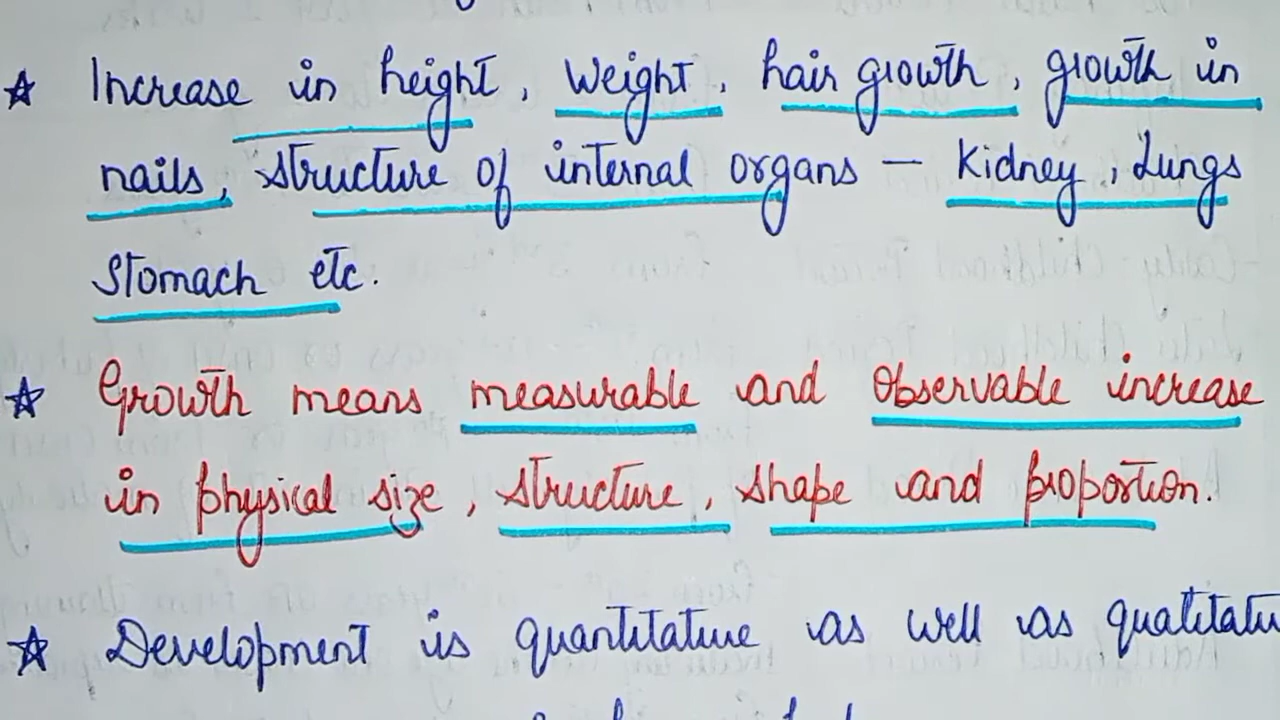 ☆ Increase in height, weight, hair growth, growth in
nails, structure of internal organs — Kidney, Lungs
Stomach etc.
☆ Growth means measurable and Observable increase
in physical size, structure, shape and proportion.
☆ Development is quantitative as well as